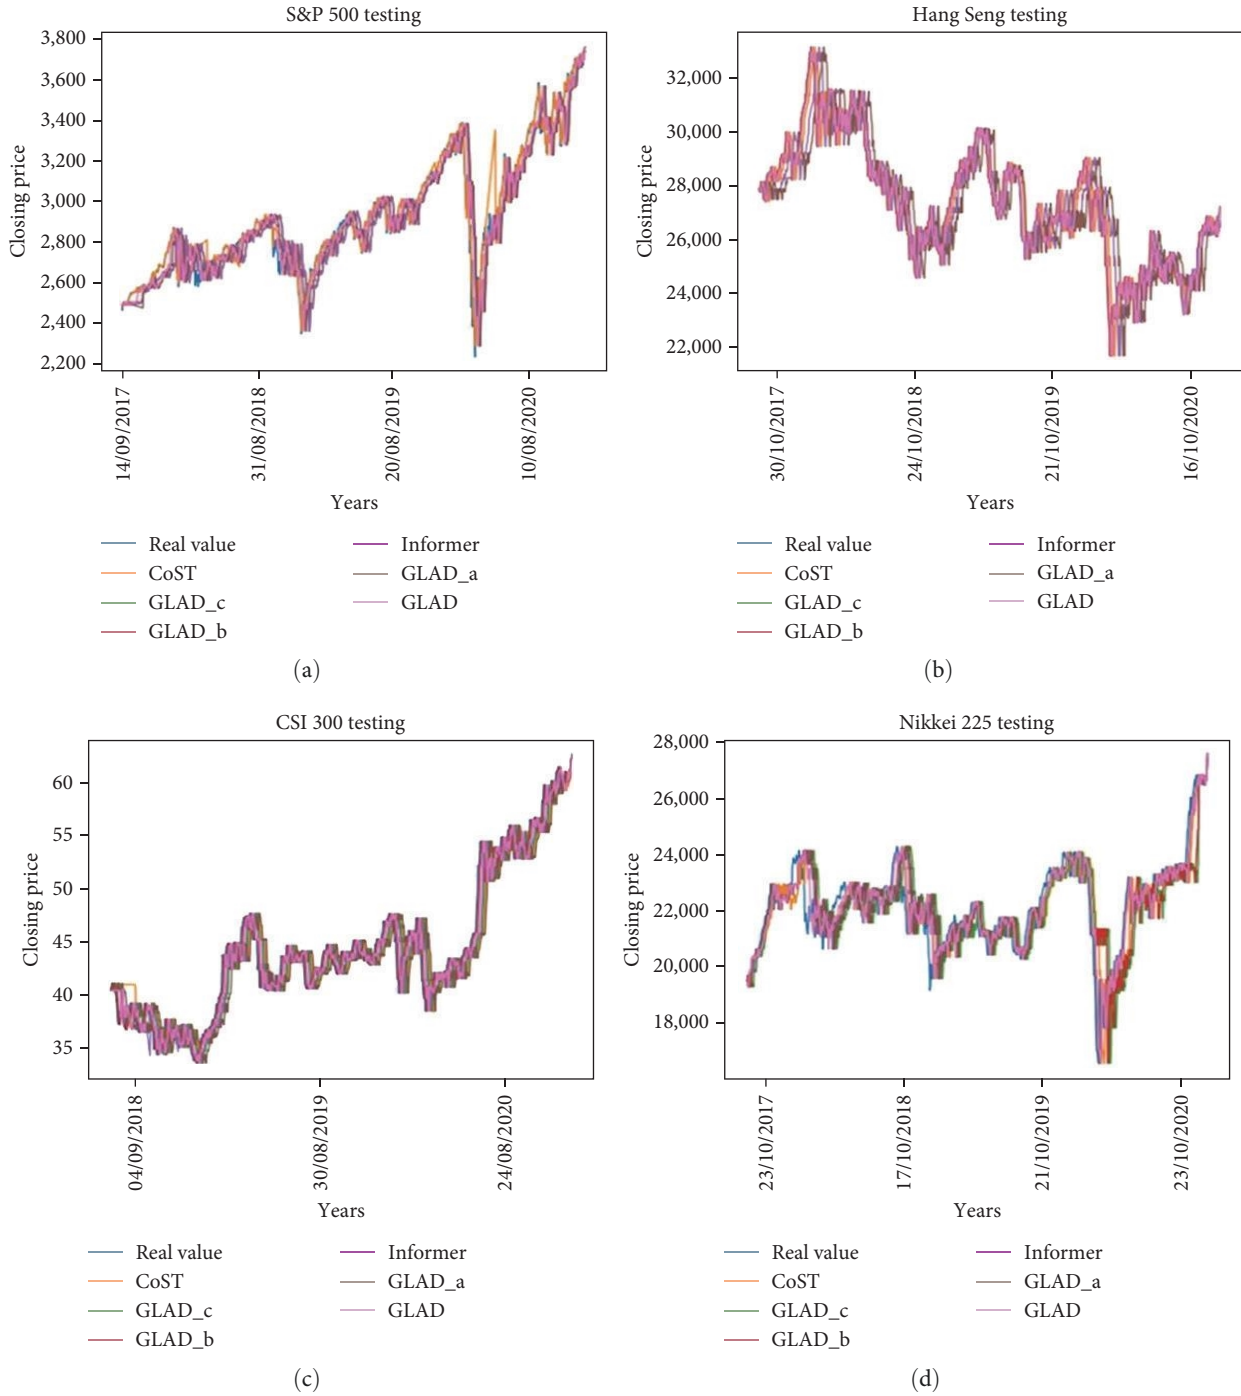 S&P 500 testing
3,800
3,600
3,400
3,200
3,000
2,800
2,600
2,400
2,200
Closing price
14/09/2017
31/08/2018
20/08/2019
10/08/2020
Years
Real value
CoST
GLAD_c
GLAD_b
Informer
GLAD_a
GLAD
(a)
Hang Seng testing
32,000
30,000
28,000
26,000
24,000
22,000
Closing price
30/10/2017
24/10/2018
21/10/2019
16/10/2020
Years
Real value
CoST
GLAD_c
GLAD_b
Informer
GLAD_a
GLAD
(b)
CSI 300 testing
60
55
50
45
40
35
Closing price
04/09/2018
30/08/2019
24/08/2020
Years
Real value
CoST
GLAD_c
GLAD_b
Informer
GLAD_a
GLAD
(c)
Nikkei 225 testing
28,000
26,000
24,000
22,000
20,000
18,000
Closing price
23/10/2017
17/10/2018
21/10/2019
23/10/2020
Years
Real value
CoST
GLAD_c
GLAD_b
Informer
GLAD_a
GLAD
(d)